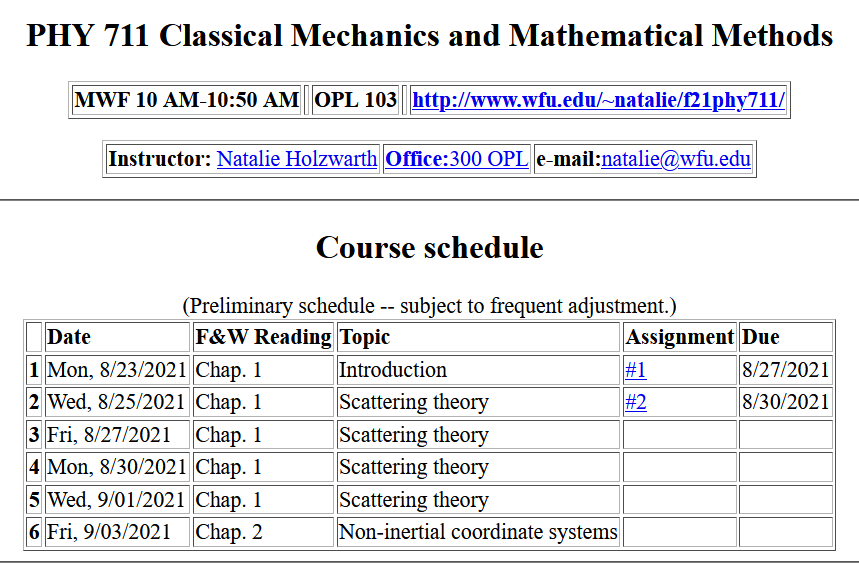 PHY 711 Classical Mechanics and Mathematical Methods
MWF 10 AM-10:50 AM OPL 103 http://www.wfu.edu/~natalie/f21phy711/
Instructor: Natalie Holzwarth Office:300 OPL e-mail:natalie@wfu.edu
Course schedule
(Preliminary schedule -- subject to frequent adjustment.)
Date F&W Reading Topic Assignment Due
1 Mon, 8/23/2021 Chap. 1 Introduction #1 8/27/2021
2 Wed, 8/25/2021 Chap. 1 Scattering theory #2 8/30/2021
3 Fri, 8/27/2021 Chap. 1 Scattering theory
4 Mon, 8/30/2021 Chap. 1 Scattering theory
5 Wed, 9/01/2021 Chap. 1 Scattering theory
6 Fri, 9/03/2021 Chap. 2 Non-inertial coordinate systems